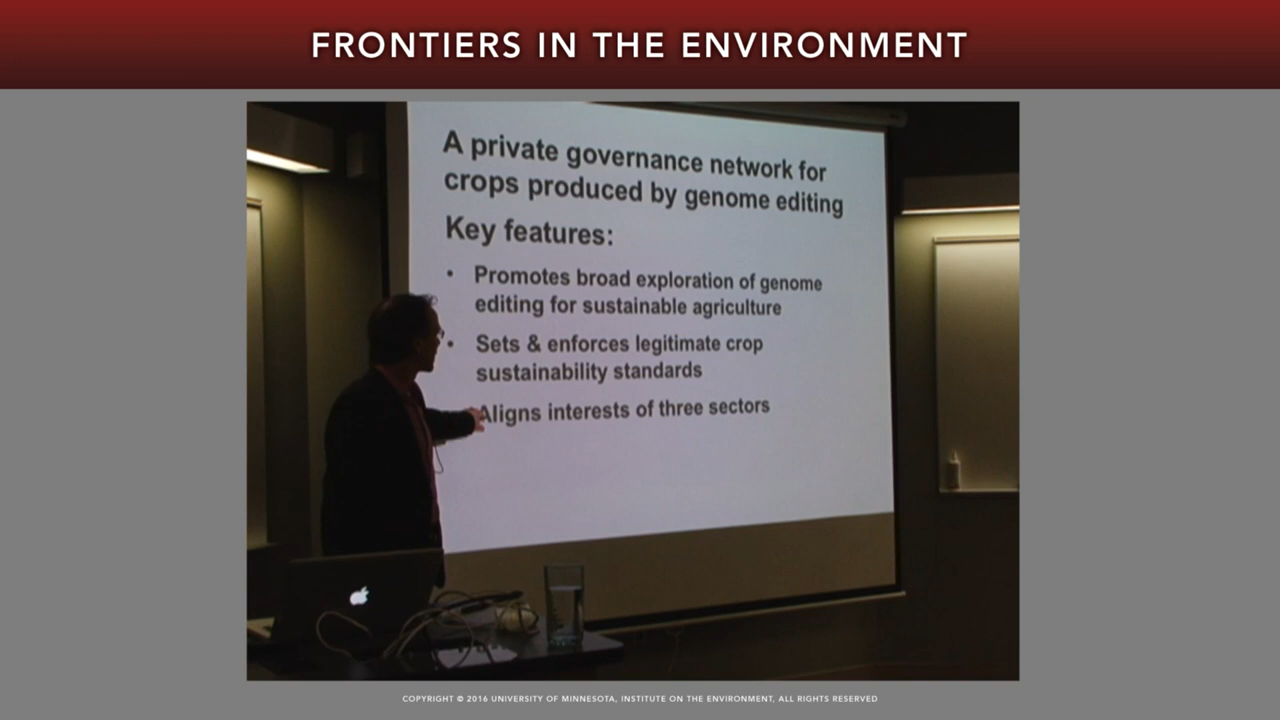 FRONTIERS IN THE ENVIRONMENT
A private governance network for
crops produced by genome editing
Key features:
• Promotes broad exploration of genome
editing for sustainable agriculture
• Sets & enforces legitimate crop
sustainability standards
Aligns interests of three sectors
COPYRIGHT © 2016 UNIVERSITY OF MINNESOTA, INSTITUTE ON THE ENVIRONMENT, ALL RIGHTS RESERVED